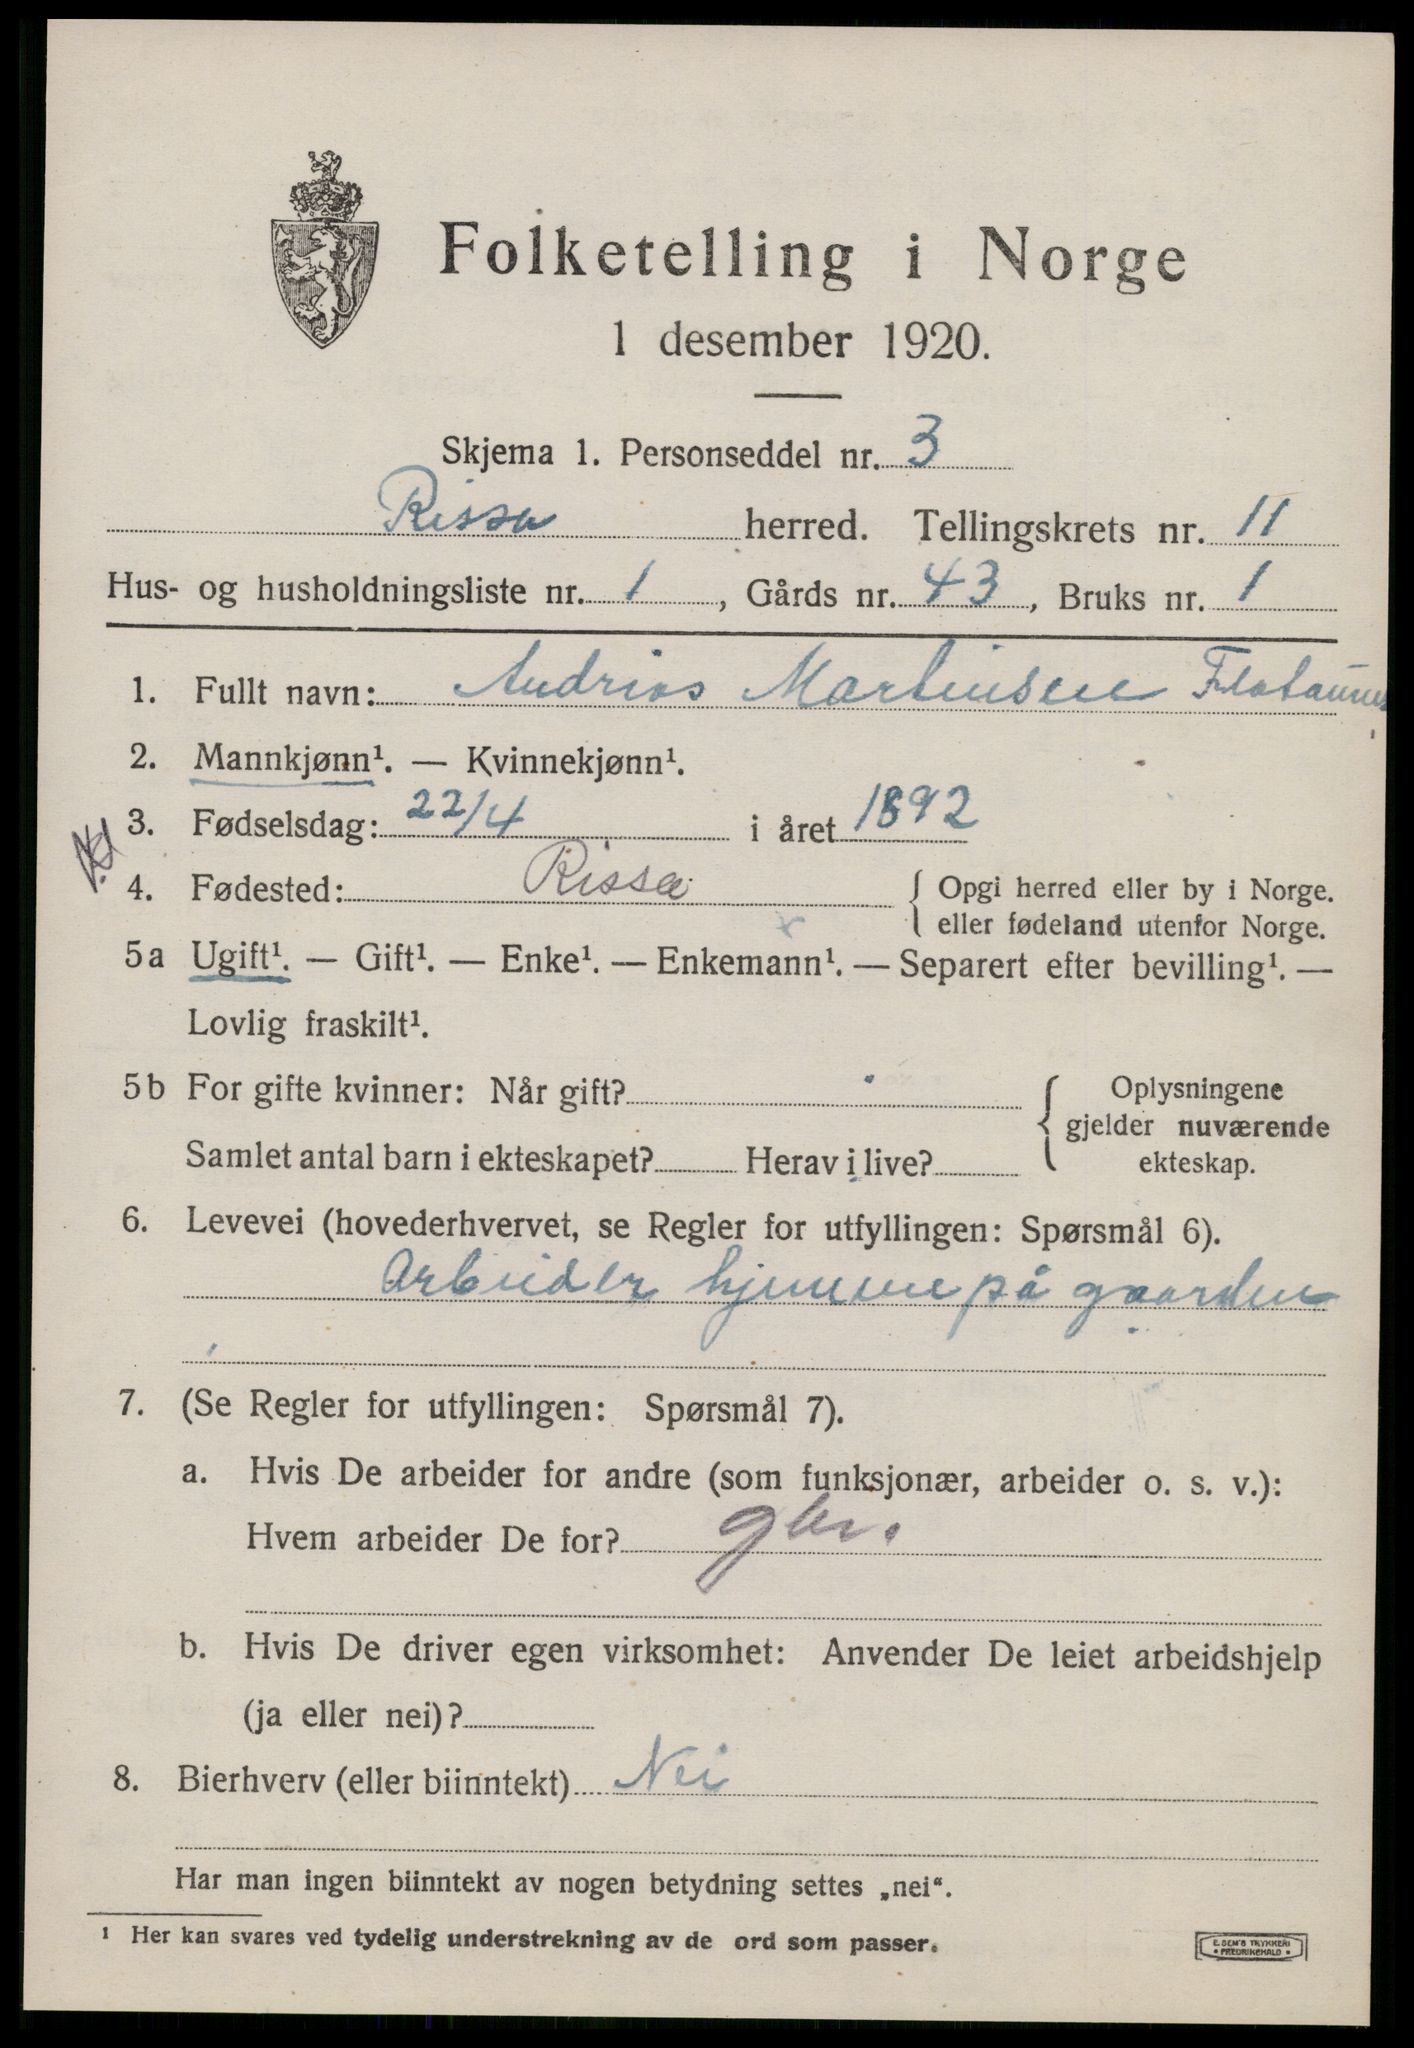 Folketelling i Norge
1 desember 1920.
Skjema 1. Personseddel nr. 3
Rissa herred. Tellingskrets nr. 11
Hus- og husholdningsliste nr. 1, Gårds nr. 43, Bruks nr. 1
1. Fullt navn: Andrias Martinsen
2. Mannkjønn¹. — Kvinnekjønn¹.
3. Fødselsdag: 22/4 i året 1892
4. Fødested: Rissa { Opgi herred eller by i Norge.
eller fødeland utenfor Norge.
5a Ugift¹. — Gift¹. — Enke¹. — Enkemann¹. — Separert efter bevilling¹. —
Lovlig fraskilt¹.
5b For gifte kvinner: Når gift?
Samlet antal barn i ekteskapet? Herav i live?
Oplysningene
gjelder nuværende
ekteskap.
6. Levevei (hovederhvervet, se Regler for utfyllingen: Spørsmål 6).
Arbeider hjemme på gaarden
7. (Se Regler for utfyllingen: Spørsmål 7).
a. Hvis De arbeider for andre (som funksjonær, arbeider o. s. v.):
Hvem arbeider De for? gbr.
b. Hvis De driver egen virksomhet: Anvender De leiet arbeidshjelp
(ja eller nei)?
8. Bierhverv (eller biinntekt) Nei
Har man ingen biinntekt av nogen betydning settes „nei“.
¹ Her kan svares ved tydelig understrekning av de ord som passer.
E. SEM'S TRYKKERI
• FREDRIKSHALD •